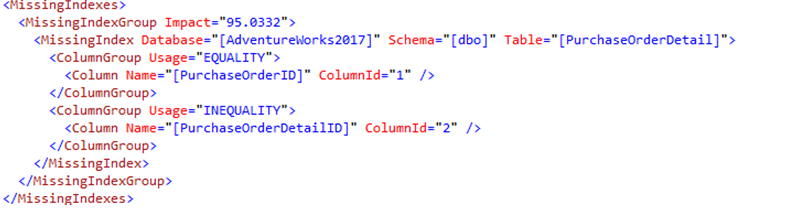 <MissingIndexes>
<MissingIndexGroup Impact="95.0332">
<MissingIndex Database="[AdventureWorks2017]" Schema="[dbo]" Table="[PurchaseOrderDetail]">
<ColumnGroup Usage="EQUALITY">
<Column Name="[PurchaseOrderID]" ColumnId="1" />
</ColumnGroup>
<ColumnGroup Usage="INEQUALITY">
<Column Name="[PurchaseOrderDetailID]" ColumnId="2" />
</ColumnGroup>
</MissingIndex>
</MissingIndexGroup>
</MissingIndexes>